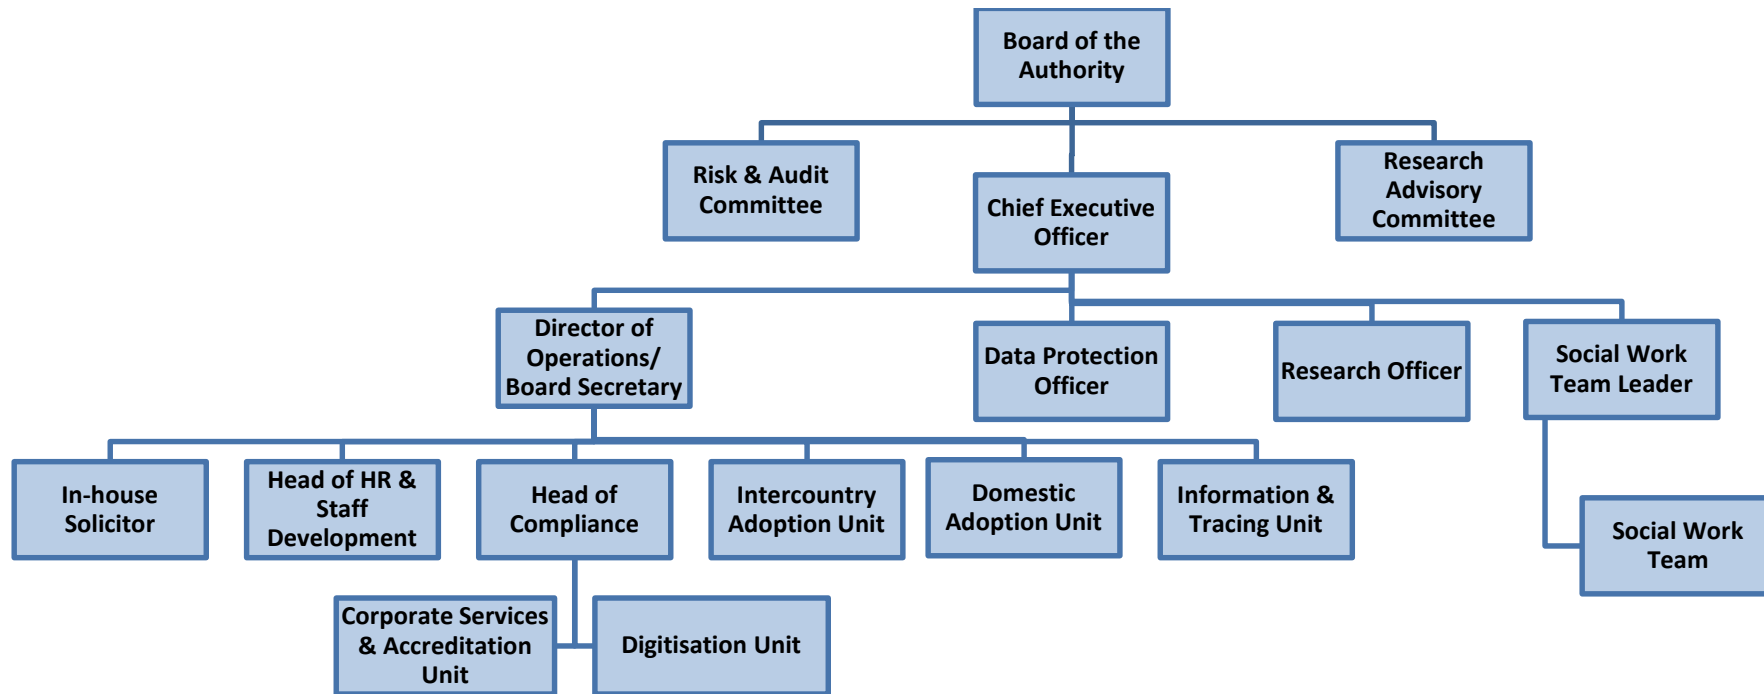 Board of the
Authority
Risk & Audit
Committee
Chief Executive
Officer
Research
Advisory
Committee
Director of
Operations/
Board Secretary
Data Protection
Officer
Research Officer
Social Work
Team Leader
In-house
Solicitor
Head of HR &
Staff
Development
Head of
Compliance
Intercountry
Adoption Unit
Domestic
Adoption Unit
Information &
Tracing Unit
Social Work
Team
Corporate Services
& Accreditation
Unit
Digitisation Unit